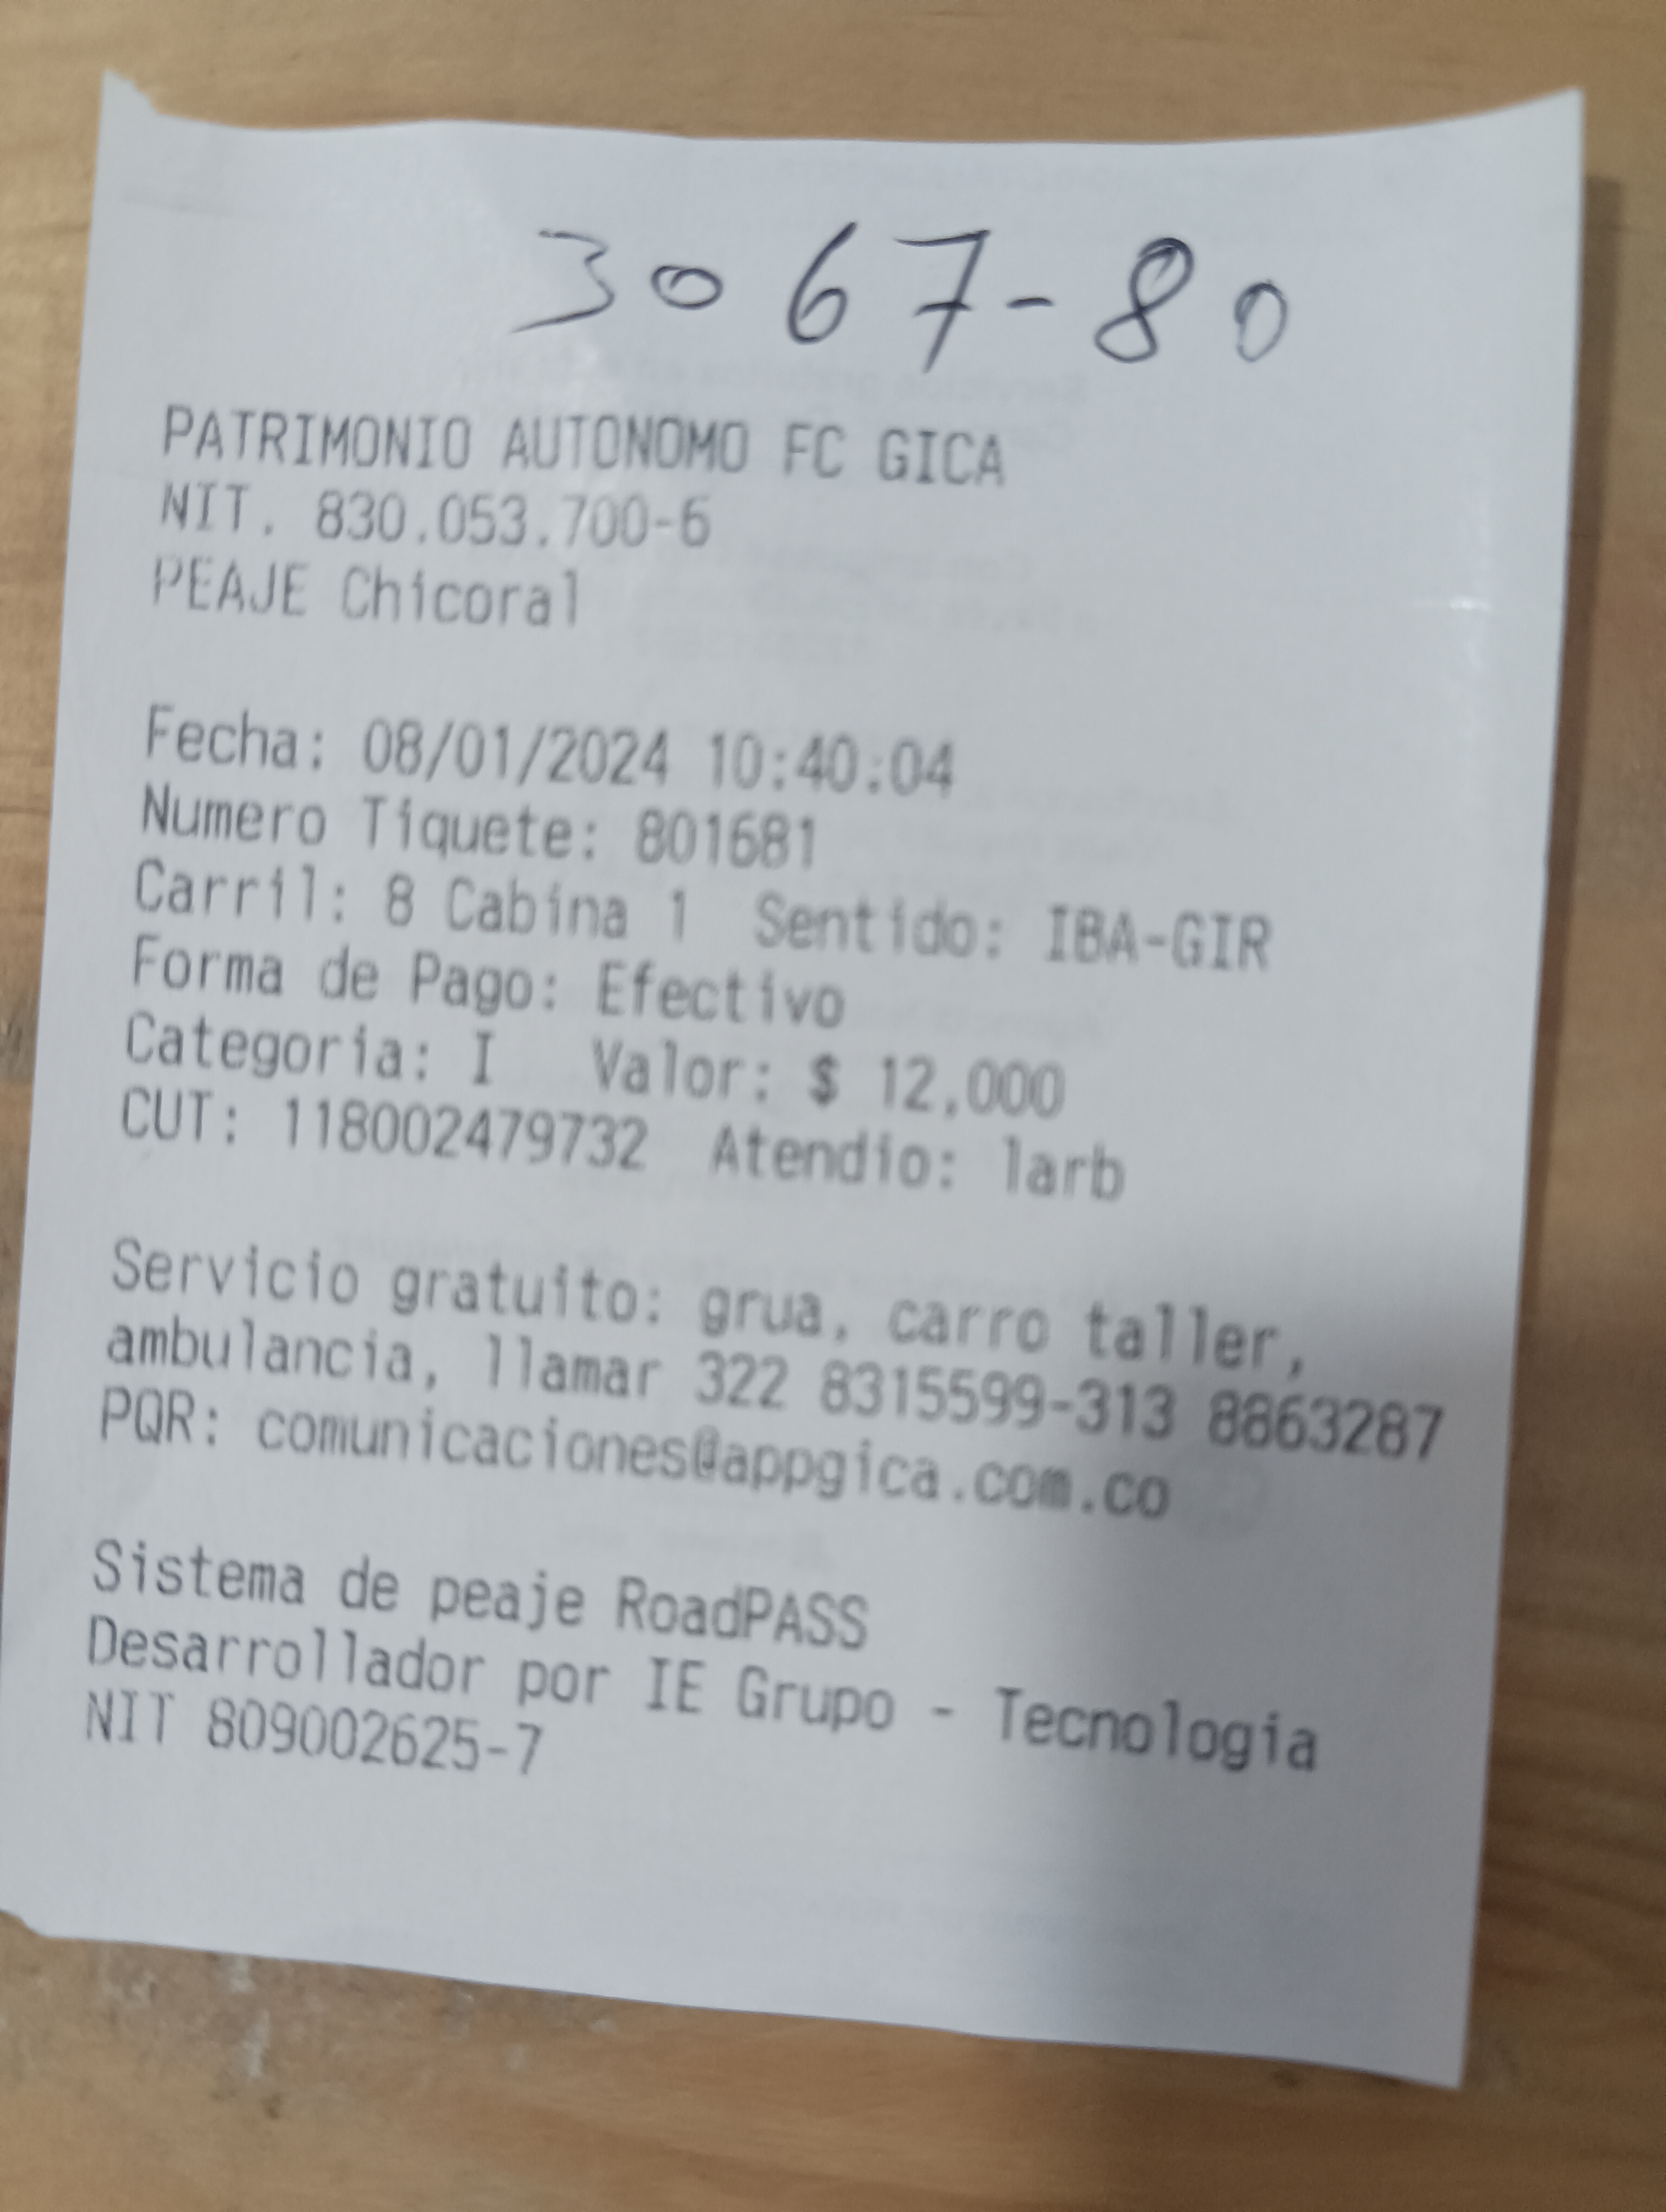 3067-80
PATRIMONIO AUTONOMO FC GICA
NIT. 830.053.700-6
PEAJE Chicoral
Fecha: 08/01/2024 10:40:04
Numero Tiquete: 801681
Carril: 8 Cabina 1 Sentido: IBA-GIR
Forma de Pago: Efectivo
Categoria: I Valor: $ 12,000
CUT: 118002479732 Atendio: larb
Servicio gratuito: grua, carro taller,
ambulancia, llamar 322 8315599-313 8863287
PQR: comunicaciones@appgica.com.co
Sistema de peaje RoadPASS
Desarrollador por IE Grupo - Tecnologia
NIT 809002625-7